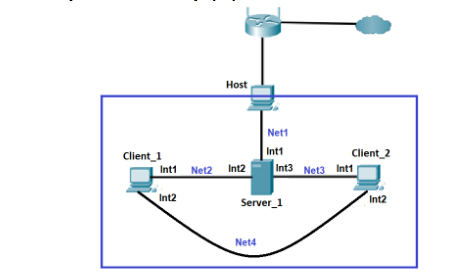 Host
Net1
Int1
Client_1
Client_2
Int1
Net2
Int2
Int3
Net3
Int1
Int2
Server_1
Int2
Net4